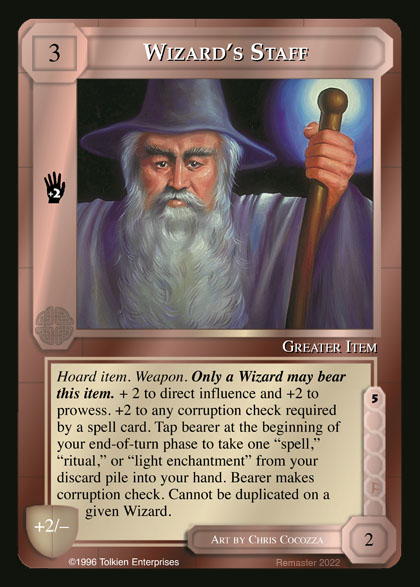 3
WIZARD'S STAFF
2
GREATER ITEM
Hoard item. Weapon. Only a Wizard may bear
this item. + 2 to direct influence and +2 to
prowess. +2 to any corruption check required
by a spell card. Tap bearer at the beginning of
your end-of-turn phase to take one “spell,”
“ritual,” or “light enchantment” from your
discard pile into your hand. Bearer makes
corruption check. Cannot be duplicated on a
given Wizard.
5
+2/–
ART BY CHRIS COCOZZA
2
©1996 Tolkien Enterprises
Remaster 2022